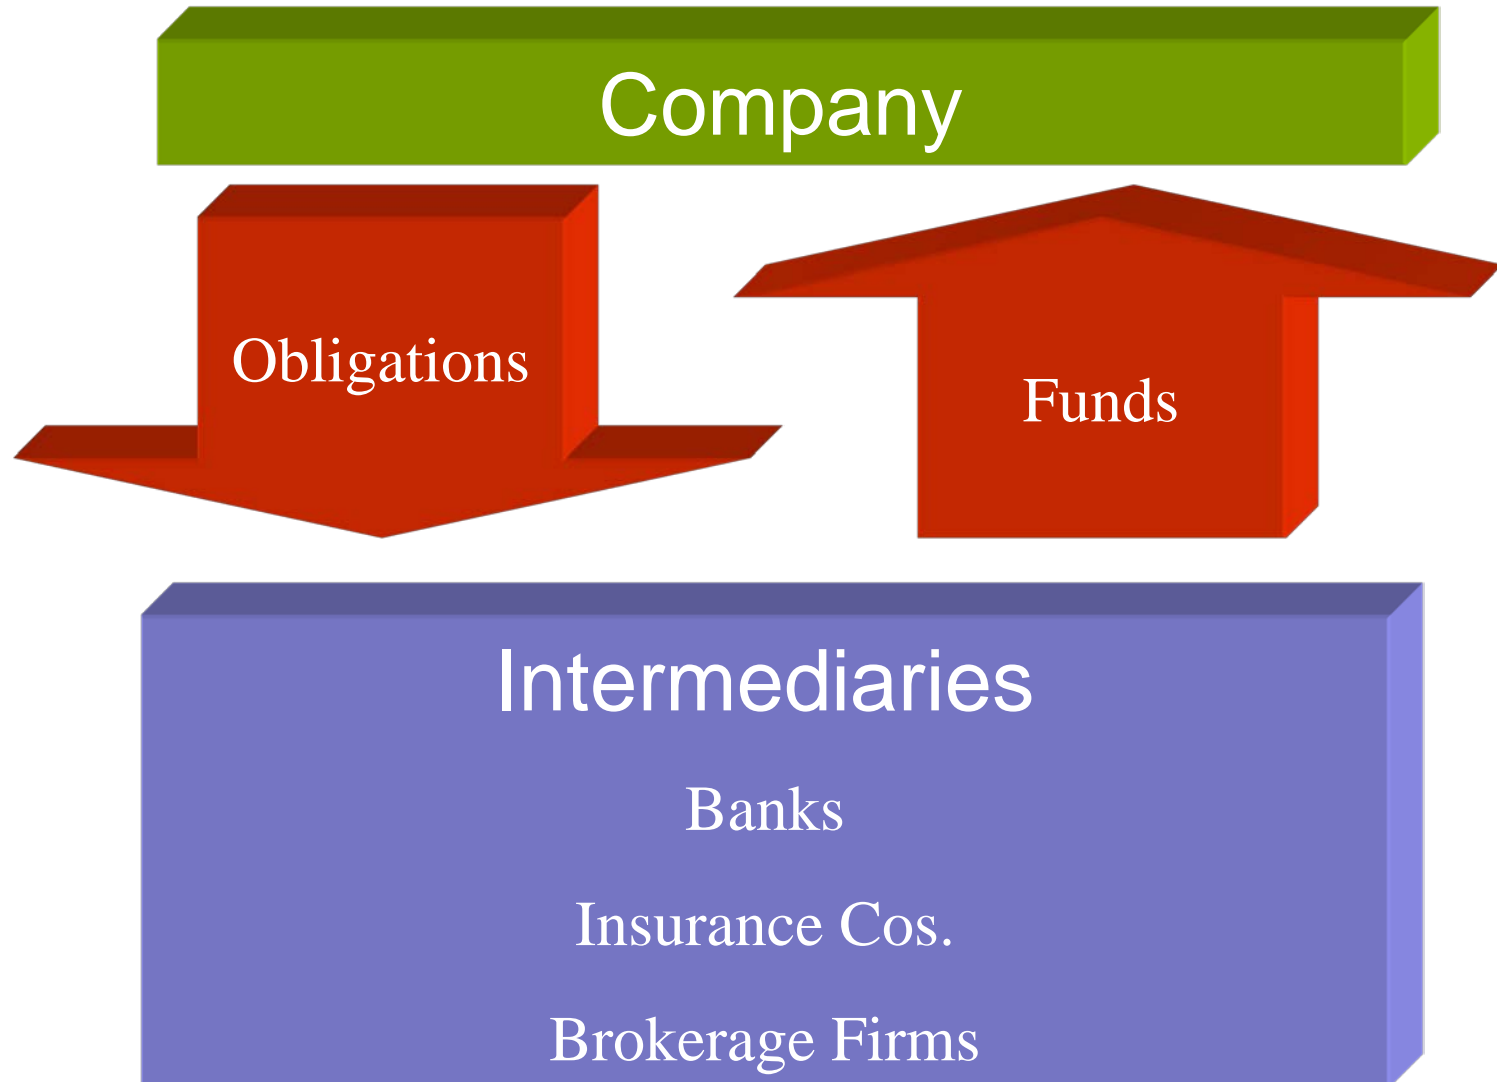 Company
Obligations
Funds
Intermediaries
Banks
Insurance Cos.
Brokerage Firms